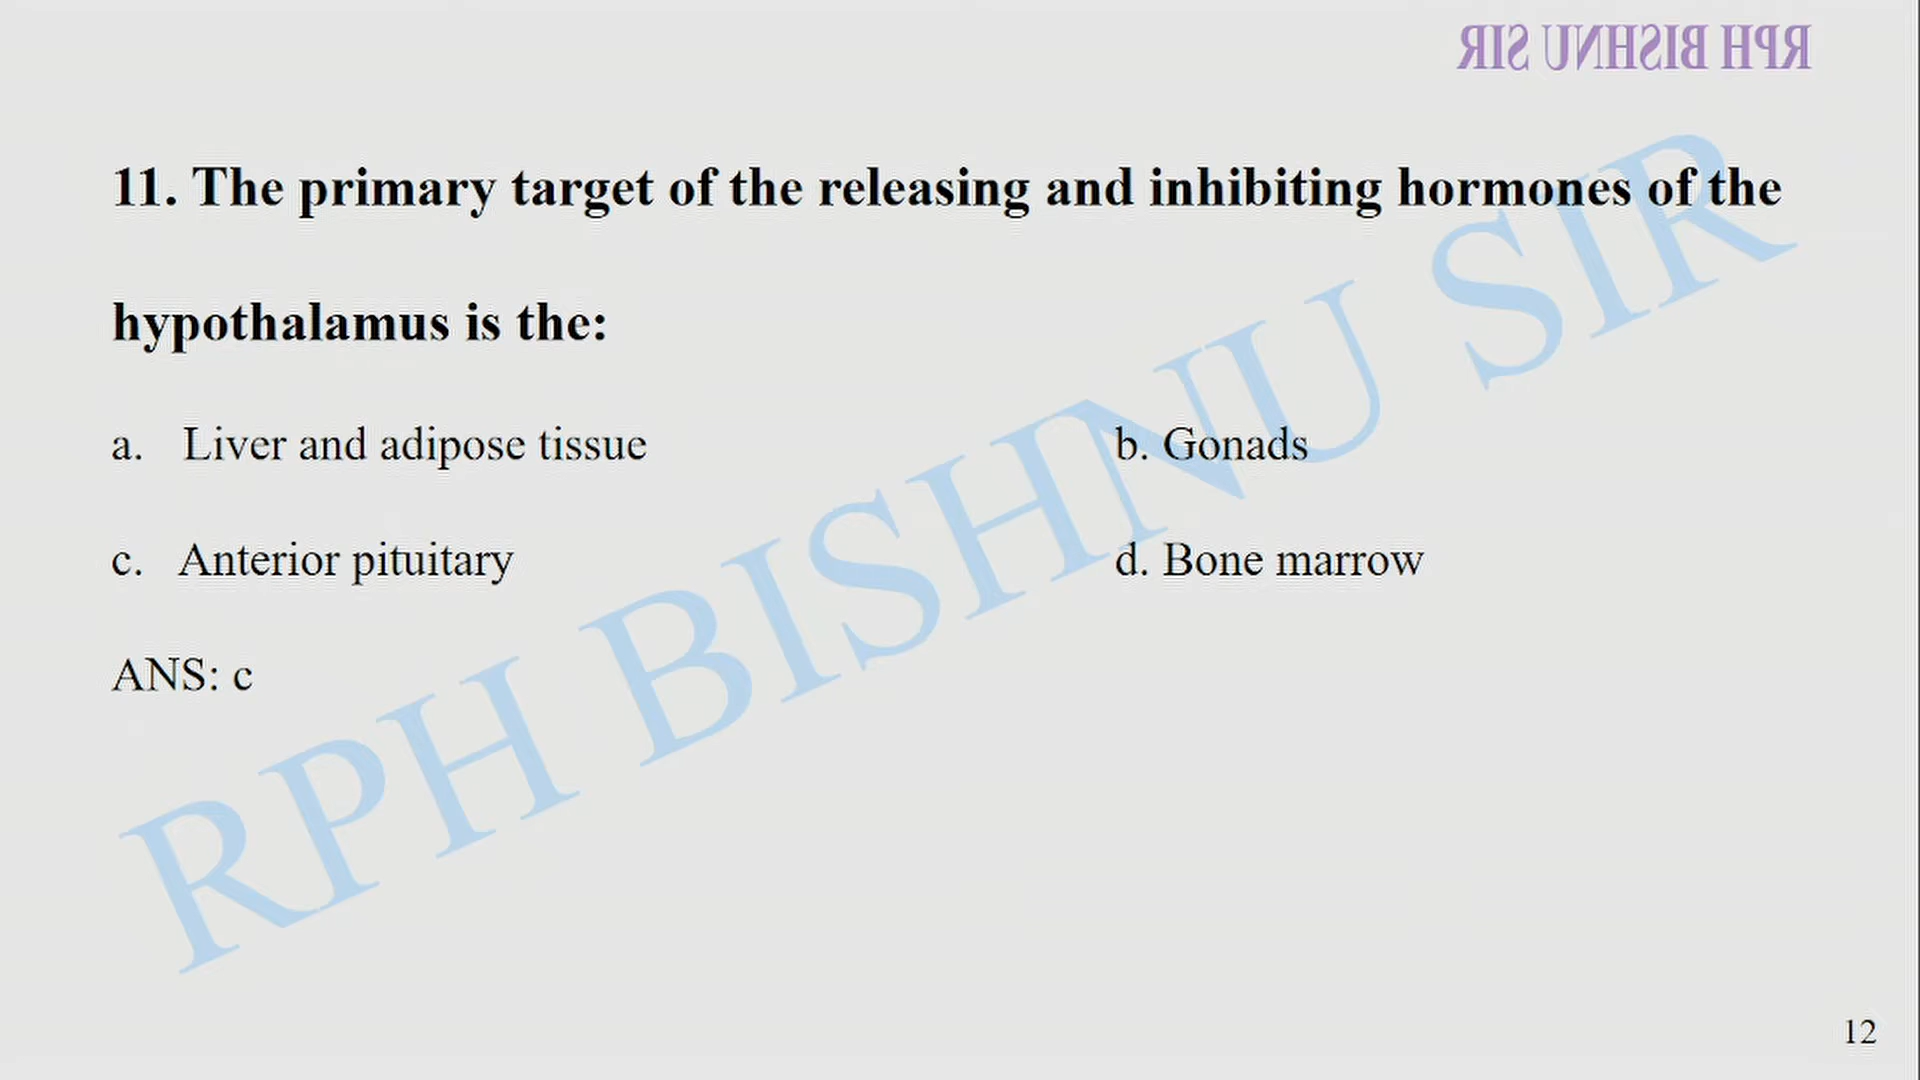 RPH BISHNU SIR
11. The primary target of the releasing and inhibiting hormones of the
hypothalamus is the:
a. Liver and adipose tissue
b. Gonads
c. Anterior pituitary
d. Bone marrow
ANS: c
RPH BISHNU SIR
12